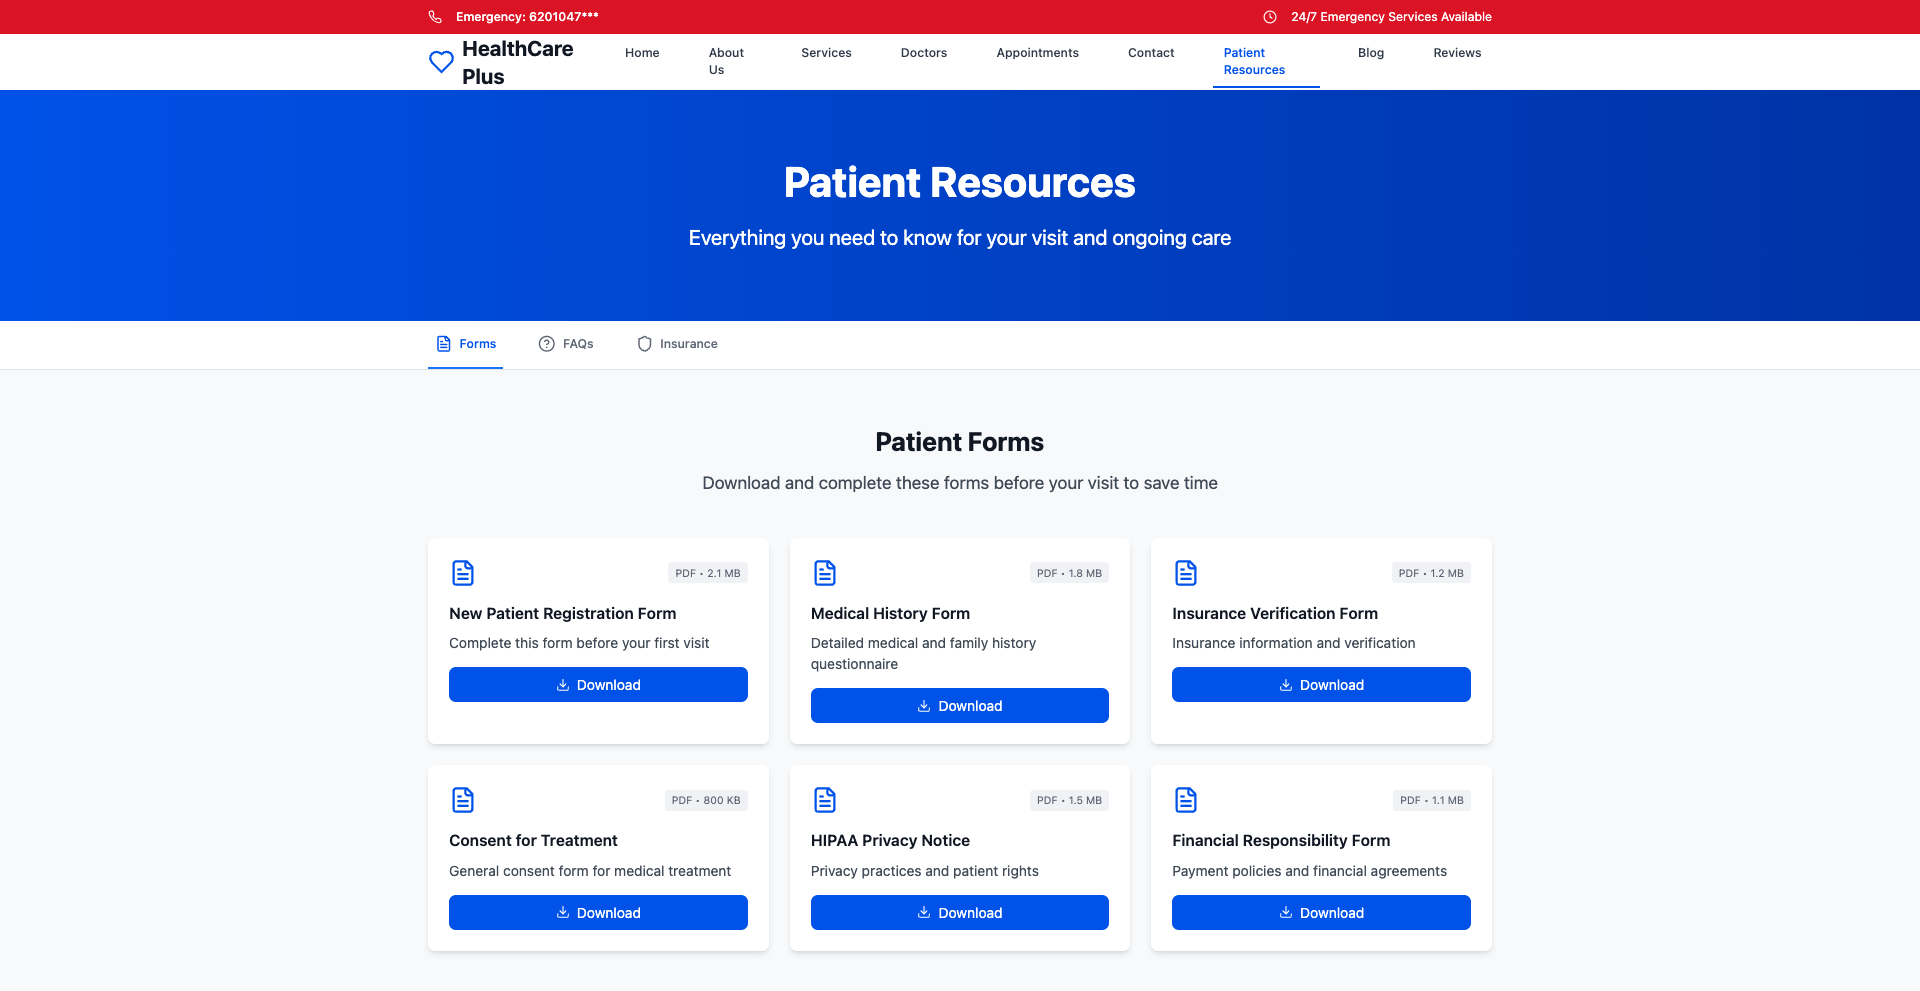 Emergency: 6201047***
24/7 Emergency Services Available
HealthCare
Plus
Home
About
Us
Services
Doctors
Appointments
Contact
Patient
Resources
Blog
Reviews
Patient Resources
Everything you need to know for your visit and ongoing care
Forms
FAQs
Insurance
Patient Forms
Download and complete these forms before your visit to save time
PDF • 2.1 MB
New Patient Registration Form
Complete this form before your first visit
Download
PDF • 1.8 MB
Medical History Form
Detailed medical and family history
questionnaire
Download
PDF • 1.2 MB
Insurance Verification Form
Insurance information and verification
Download
PDF • 800 KB
Consent for Treatment
General consent form for medical treatment
Download
PDF • 1.5 MB
HIPAA Privacy Notice
Privacy practices and patient rights
Download
PDF • 1.1 MB
Financial Responsibility Form
Payment policies and financial agreements
Download